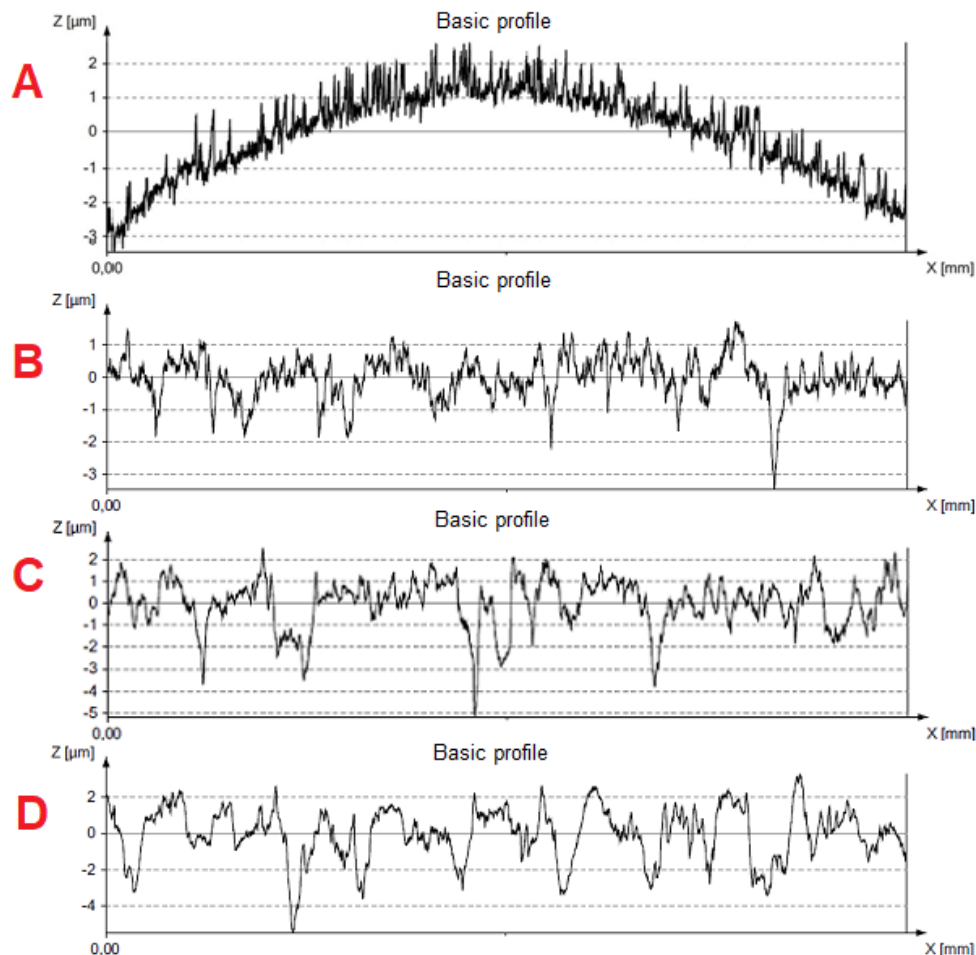 Basic profile
Z [µm]
A
2
1
0
-1
-2
-3
0,00
X [mm]
Basic profile
Z [µm]
B
1
0
-1
-2
-3
0,00
X [mm]
Basic profile
Z [µm]
C
2
1
0
-1
-2
-3
-4
-5
0.00
X [mm]
Basic profile
Z [µm]
D
2
0
-2
-4
0.00
X [mm]